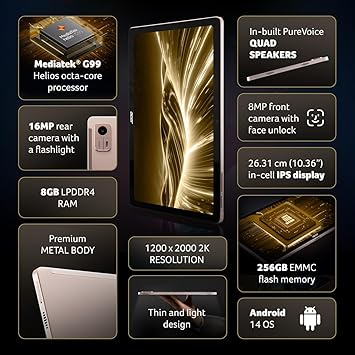 Mediatek® G99
Helios octa-core
processor
16MP rear
camera with
a flashlight
8GB LPDDR4
RAM
Premium
METAL BODY
1200 x 2000 2K
RESOLUTION
Thin and light
design
In-built PureVoice
QUAD
SPEAKERS
8MP front
camera with
face unlock
26.31 cm (10.36")
in-cell IPS display
256GB EMMC
flash memory
Android
14 OS